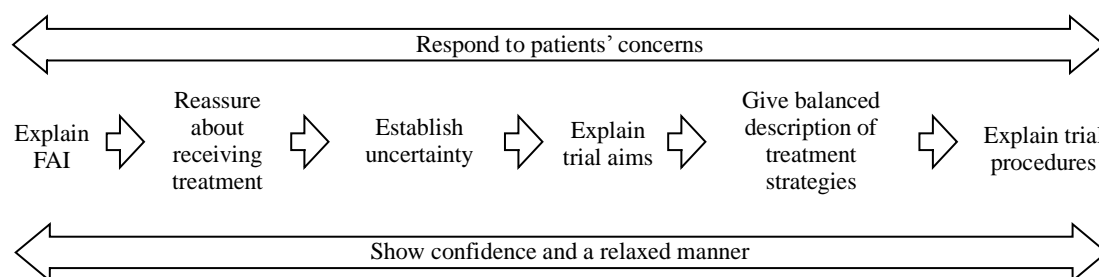 Respond to patients’ concerns
Explain
FAI
Reassure
about
receiving
treatment
Establish
uncertainty
Explain
trial aims
Give balanced
description of
treatment
strategies
Explain trial
procedures
Show confidence and a relaxed manner